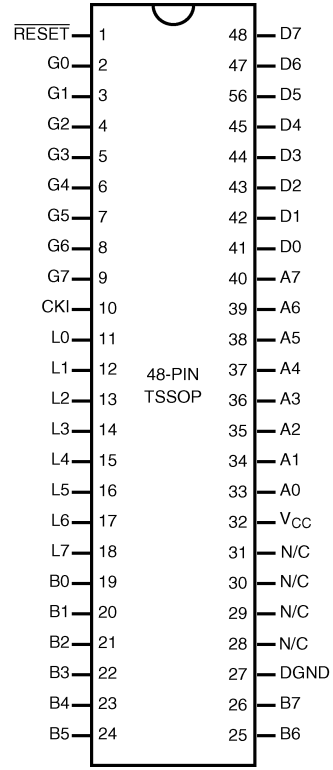 RESET 1 48 D7
G0 2 47 D6
G1 3 56 D5
G2 4 45 D4
G3 5 44 D3
G4 6 43 D2
G5 7 42 D1
G6 8 41 D0
G7 9 40 A7
CKI 10 39 A6
L0 11 38 A5
L1 12 37 A4
48-PIN
L2 13 36 A3
TSSOP
L3 14 35 A2
L4 15 34 A1
L5 16 33 A0
L6 17 32 VCC
L7 18 31 N/C
B0 19 30 N/C
B1 20 29 N/C
B2 21 28 N/C
B3 22 27 DGND
B4 23 26 B7
B5 24 25 B6